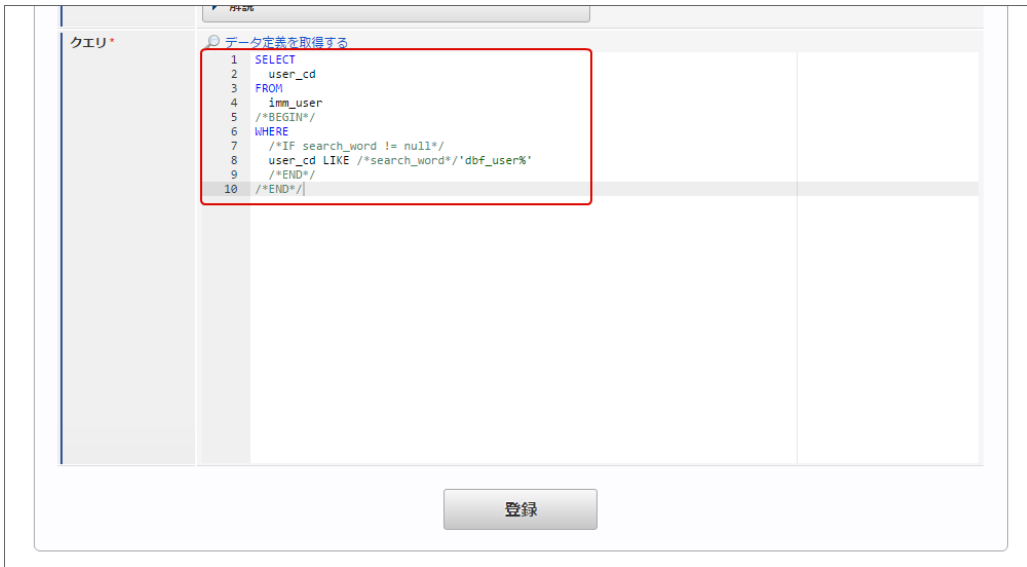 解説
クエリ*
データ定義を取得する
1 SELECT
2   user_cd
3 FROM
4   imm_user
5 /*BEGIN*/
6 WHERE
7   /*IF search_word != null*/
8   user_cd LIKE /*search_word*/'dbf_user%'
9   /*END*/
10 /*END*/
登録